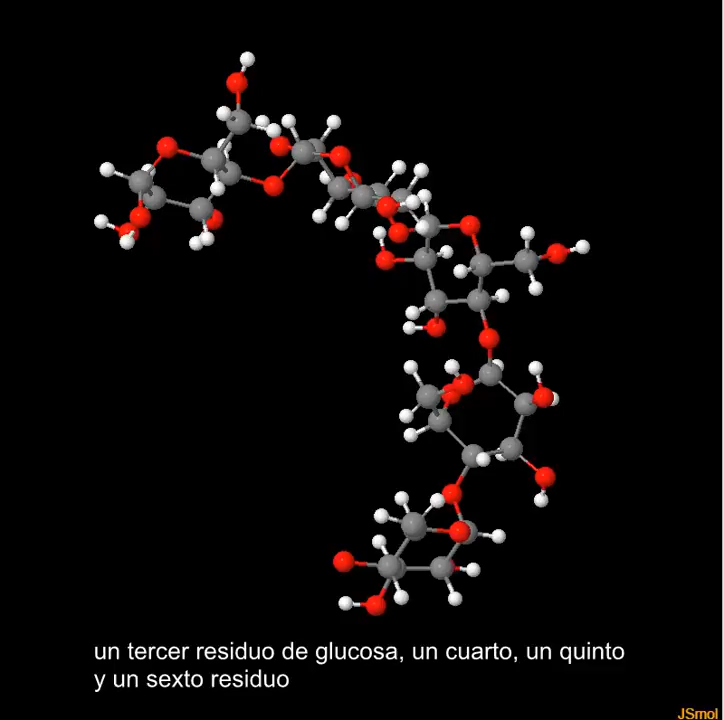 un tercer residuo de glucosa, un cuarto, un quinto
y un sexto residuo
JSmol